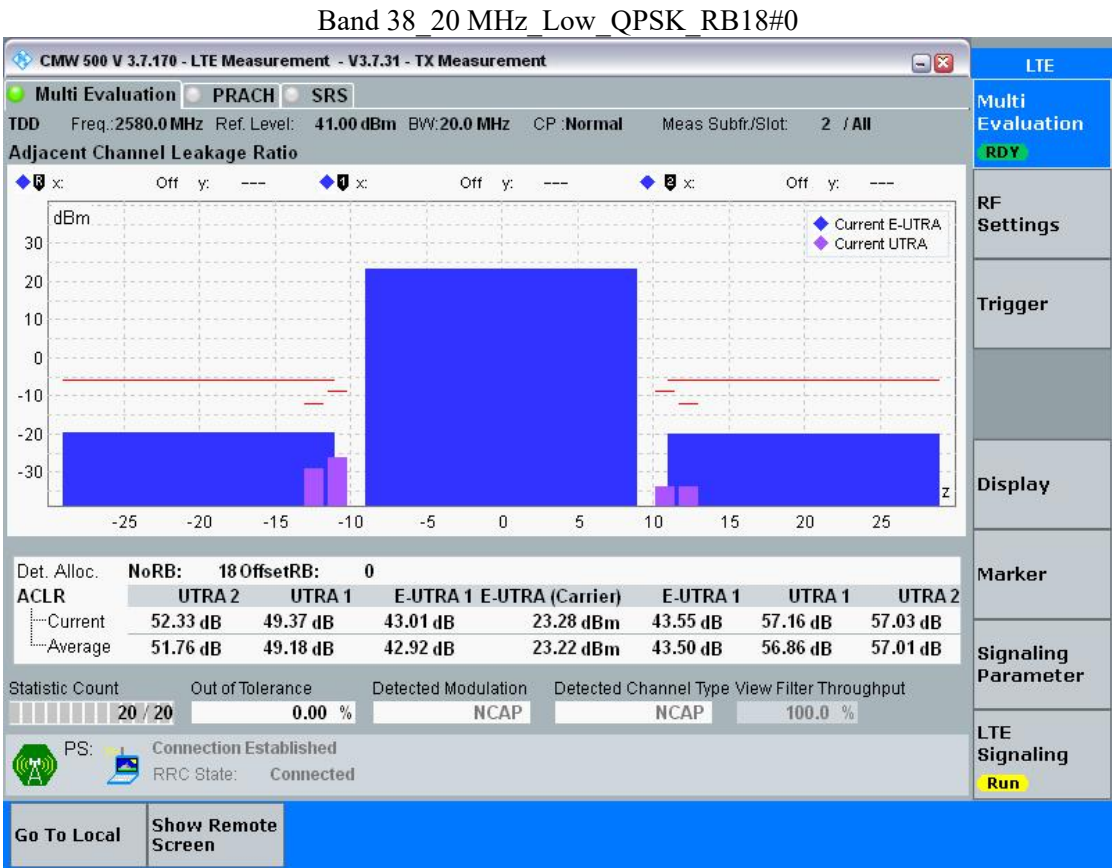 Band 38_20 MHz_Low_QPSK_RB18#0
CMW 500 V 3.7.170 - LTE Measurement - V3.7.31 - TX Measurement
LTE
Multi Evaluation PRACH SRS
TDD Freq.:2580.0 MHz Ref. Level: 41.00 dBm BW:20.0 MHz CP :Normal Meas Subfr./Slot: 2 / All
Adjacent Channel Leakage Ratio
R x: Off y: --- 1 x: Off y: --- 2 x: Off y: ---
dBm
Current E-UTRA
Current UTRA
30
20
10
0
-10
-20
-30
z
-25 -20 -15 -10 -5 0 5 10 15 20 25
Det. Alloc. NoRB: 18 OffsetRB: 0
ACLR UTRA 2 UTRA 1 E-UTRA 1 E-UTRA (Carrier) E-UTRA 1 UTRA 1 UTRA 2
Current 52.33 dB 49.37 dB 43.01 dB 23.28 dBm 43.55 dB 57.16 dB 57.03 dB
Average 51.76 dB 49.18 dB 42.92 dB 23.22 dBm 43.50 dB 56.86 dB 57.01 dB
Statistic Count Out of Tolerance Detected Modulation Detected Channel Type View Filter Throughput
20 / 20 0.00 % NCAP NCAP 100.0 %
PS: Connection Established
RRC State: Connected
Multi
Evaluation
RDY
RF
Settings
Trigger
Display
Marker
Signaling
Parameter
LTE
Signaling
Run
Go To Local
Show Remote
Screen